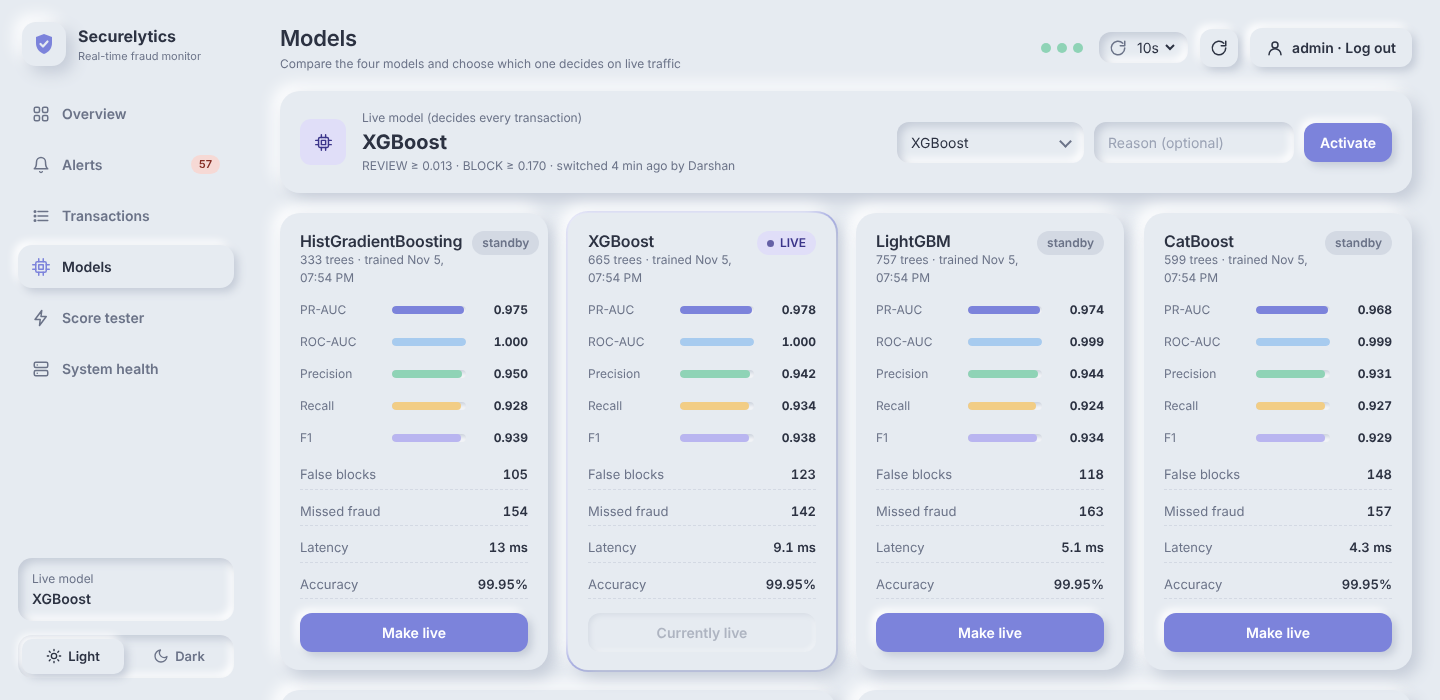 Securelytics
Real-time fraud monitor
Overview
Alerts 57
Transactions
Models
Score tester
System health
Live model
XGBoost
Light Dark
Models
Compare the four models and choose which one decides on live traffic
10s
admin · Log out
Live model (decides every transaction)
XGBoost
REVIEW ≥ 0.013 · BLOCK ≥ 0.170 · switched 4 min ago by Darshan
XGBoost
Reason (optional)
Activate
HistGradientBoosting standby
333 trees · trained Nov 5,
07:54 PM
PR-AUC 0.975
ROC-AUC 1.000
Precision 0.950
Recall 0.928
F1 0.939
False blocks 105
Missed fraud 154
Latency 13 ms
Accuracy 99.95%
Make live
XGBoost LIVE
665 trees · trained Nov 5,
07:54 PM
PR-AUC 0.978
ROC-AUC 1.000
Precision 0.942
Recall 0.934
F1 0.938
False blocks 123
Missed fraud 142
Latency 9.1 ms
Accuracy 99.95%
Currently live
LightGBM standby
757 trees · trained Nov 5,
07:54 PM
PR-AUC 0.974
ROC-AUC 0.999
Precision 0.944
Recall 0.924
F1 0.934
False blocks 118
Missed fraud 163
Latency 5.1 ms
Accuracy 99.95%
Make live
CatBoost standby
599 trees · trained Nov 5,
07:54 PM
PR-AUC 0.968
ROC-AUC 0.999
Precision 0.931
Recall 0.927
F1 0.929
False blocks 148
Missed fraud 157
Latency 4.3 ms
Accuracy 99.95%
Make live